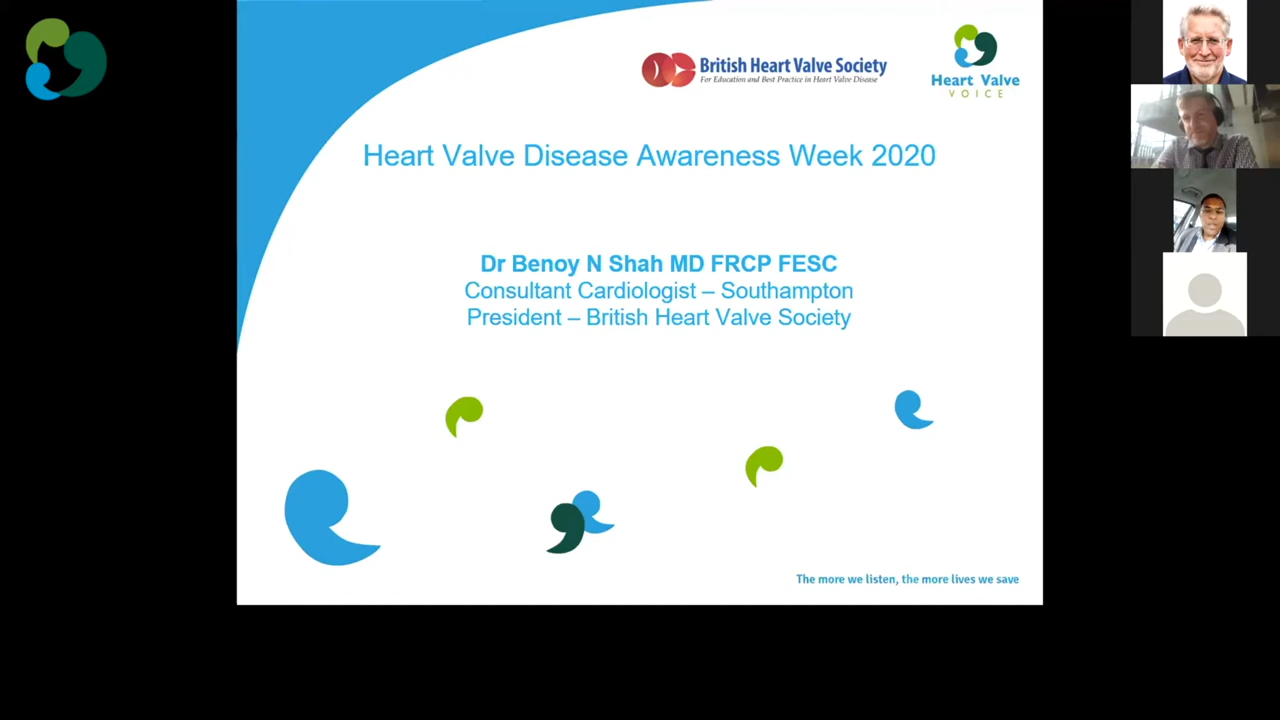 British Heart Valve Society
For Education and Best Practice in Heart Valve Disease
Heart Valve
VOICE
Heart Valve Disease Awareness Week 2020
Dr Benoy N Shah MD FRCP FESC
Consultant Cardiologist – Southampton
President – British Heart Valve Society
The more we listen, the more lives we save